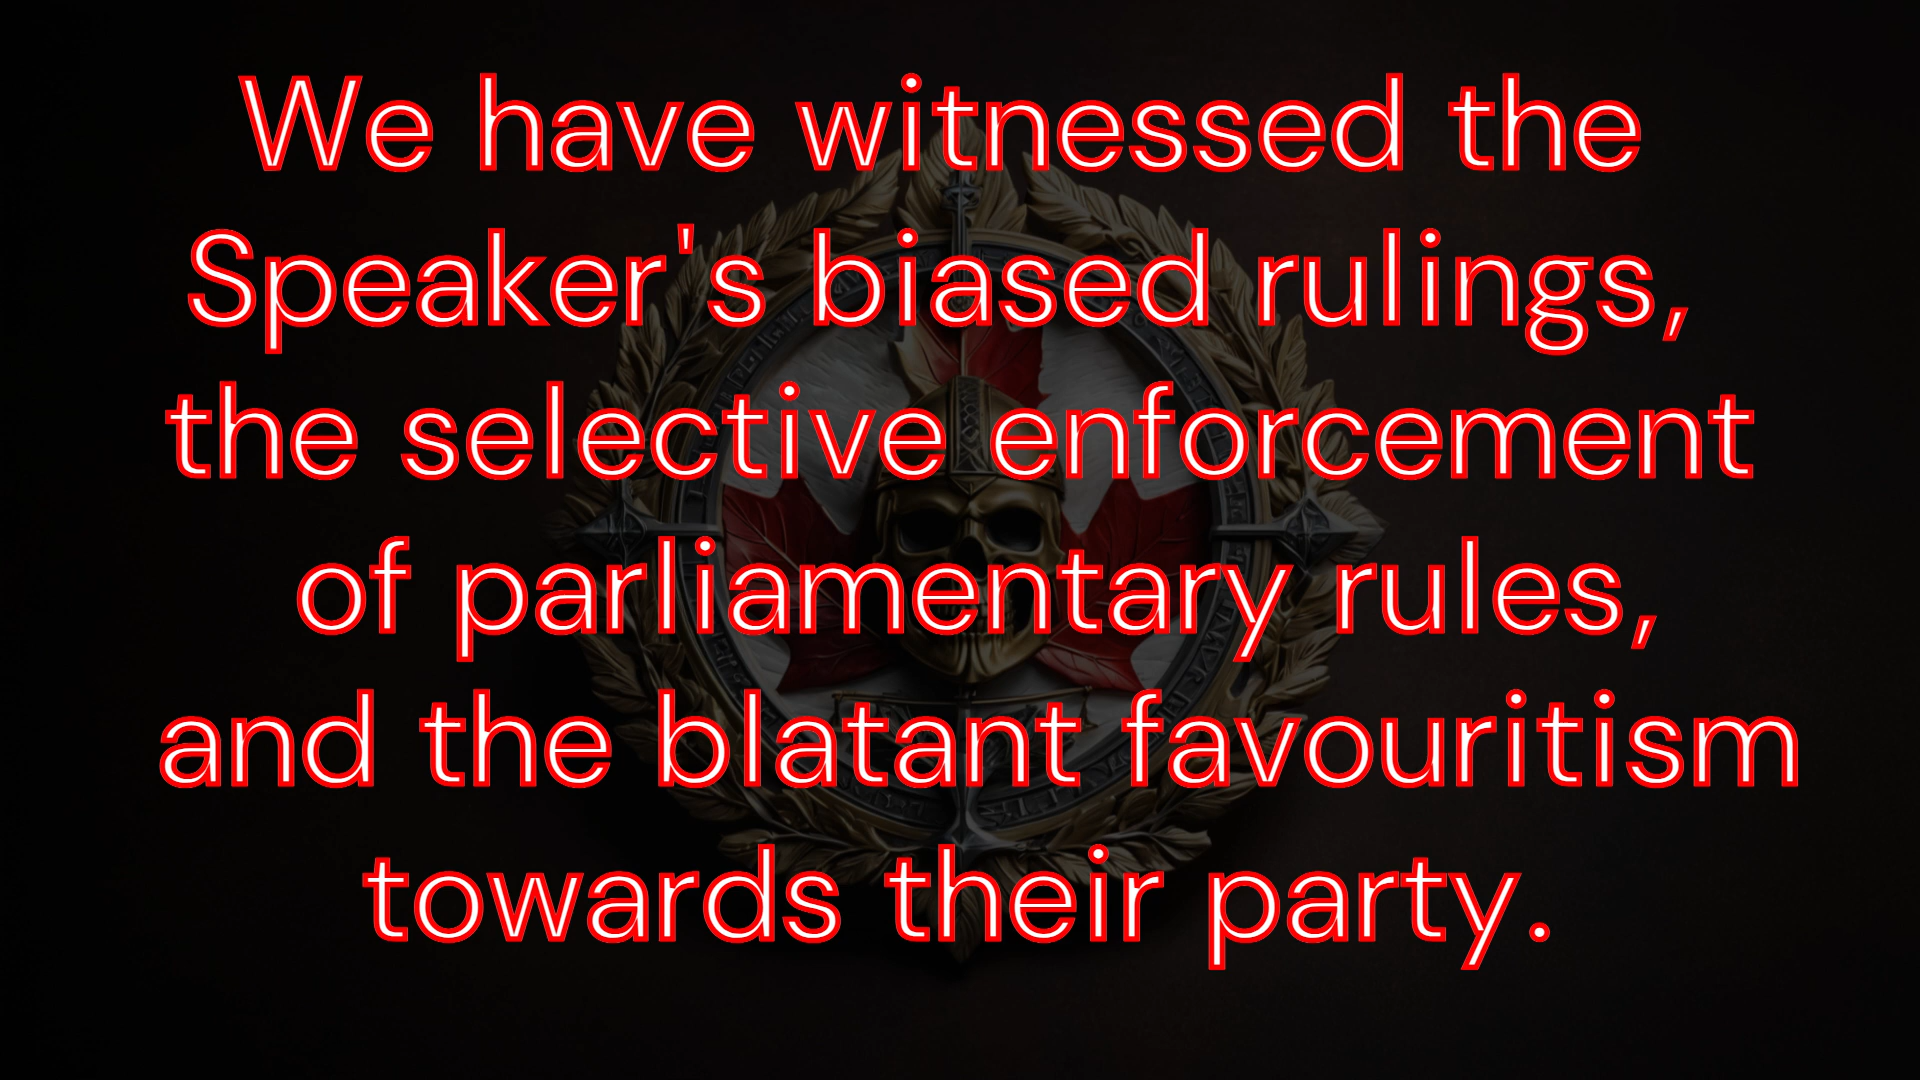 We have witnessed the
Speaker's biased rulings,
the selective enforcement
of parliamentary rules,
and the blatant favouritism
towards their party.